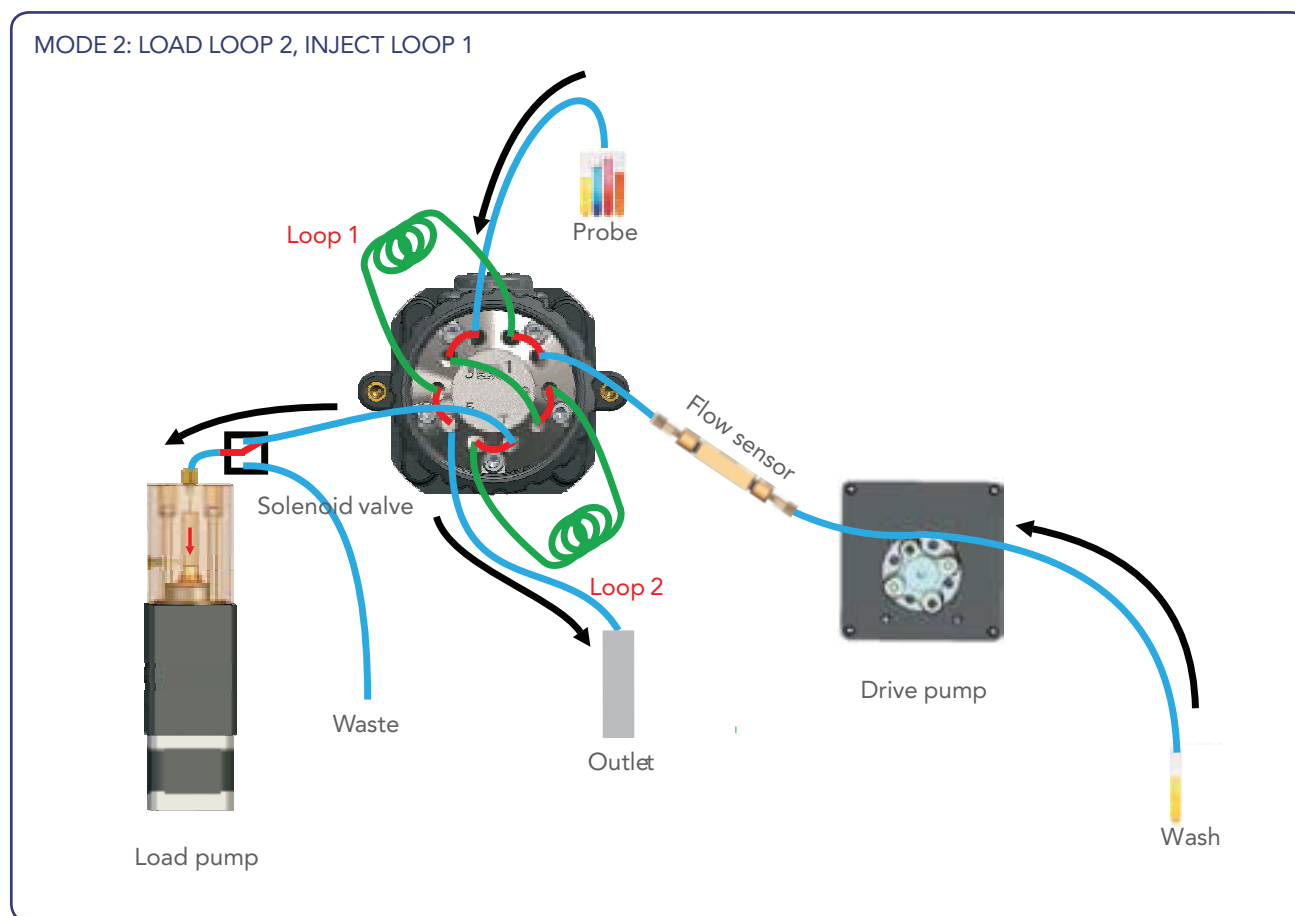 MODE 2: LOAD LOOP 2, INJECT LOOP 1
Probe
Loop 1
Flow sensor
Solenoid valve
Loop 2
Drive pump
Waste
Outlet
Wash
Load pump